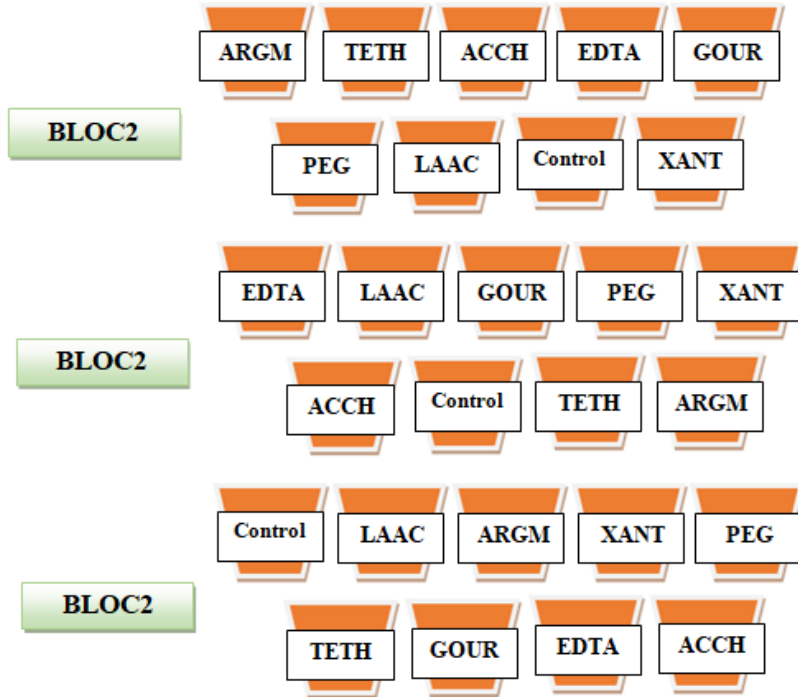 ARGM TETH ACCH EDTA GOUR
BLOC2
PEG LAAC Control XANT
EDTA LAAC GOUR PEG XANT
BLOC2
ACCH Control TETH ARGM
Control LAAC ARGM XANT PEG
BLOC2
TETH GOUR EDTA ACCH